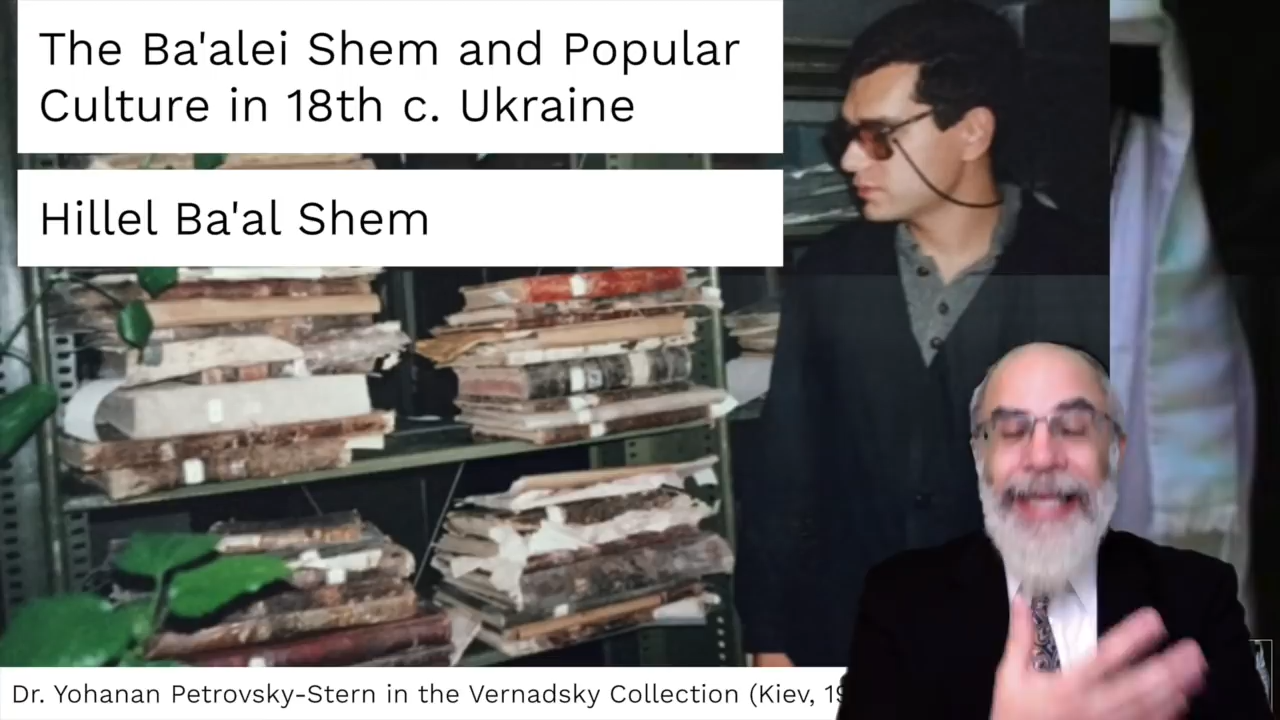 The Ba'alei Shem and Popular
Culture in 18th c. Ukraine
Hillel Ba'al Shem
Dr. Yohanan Petrovsky-Stern in the Vernadsky Collection (Kiev,